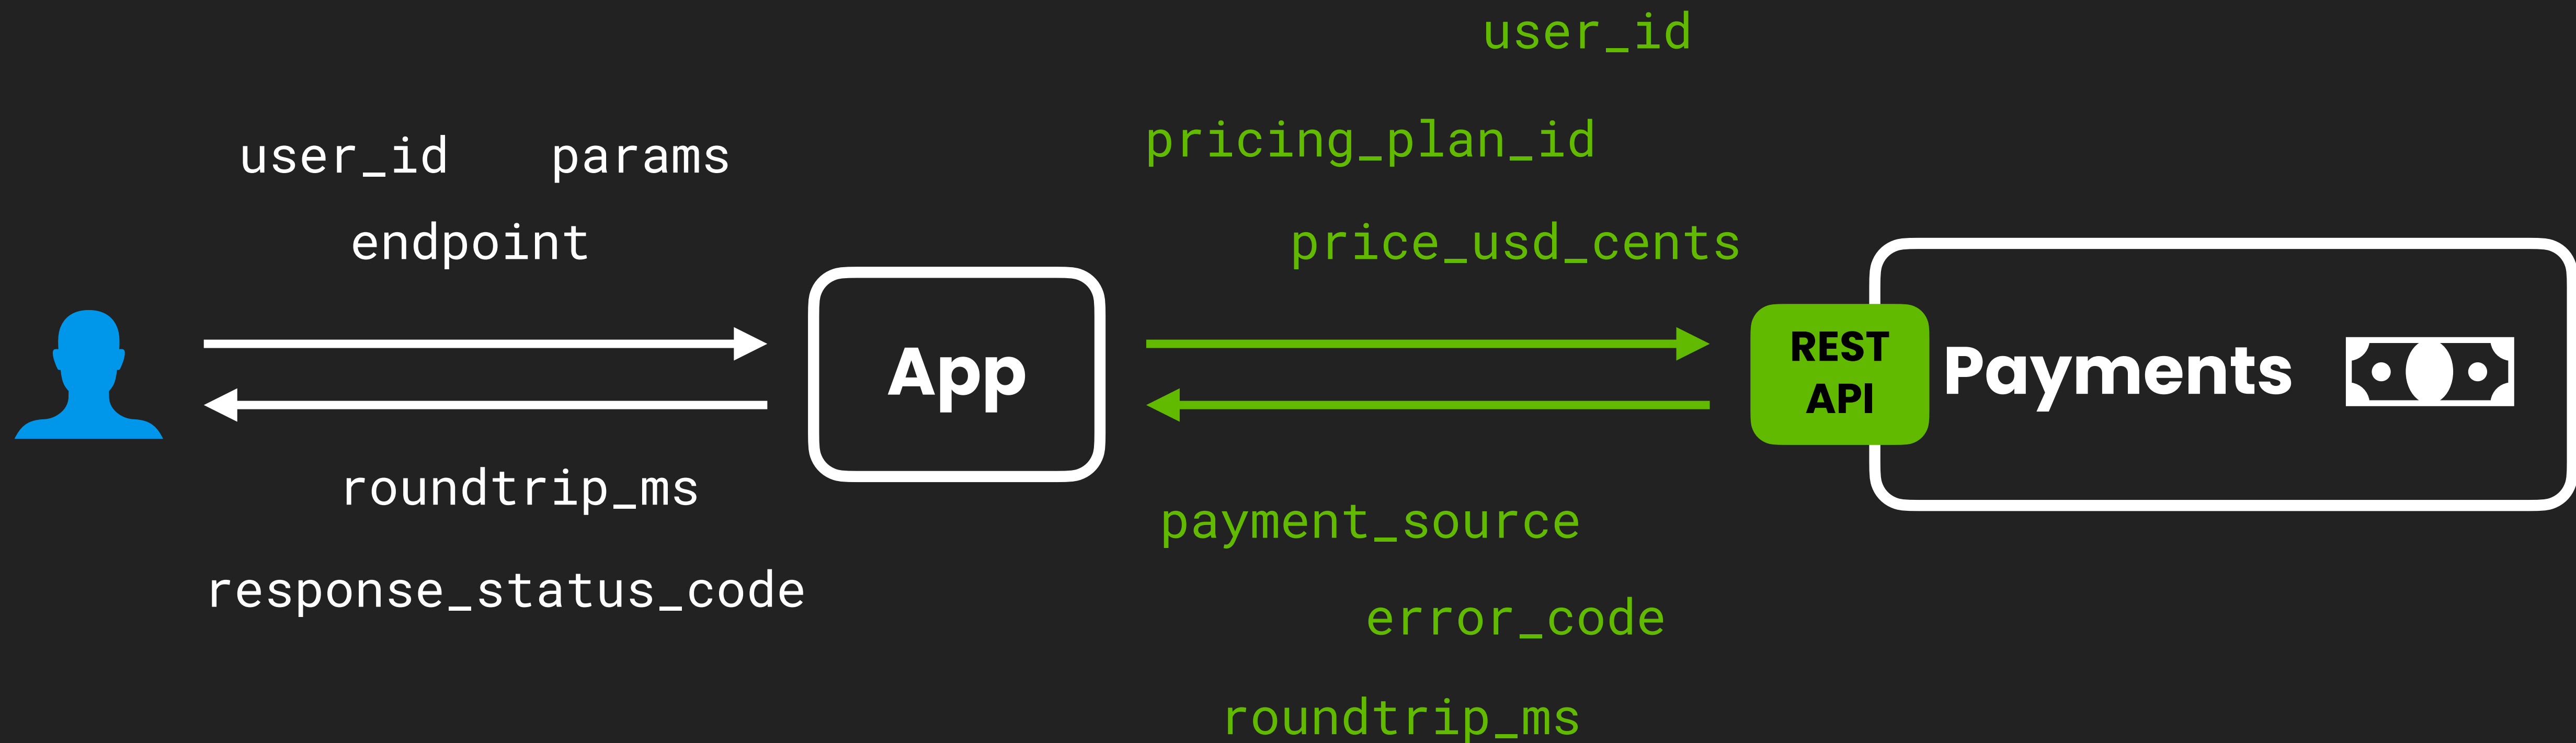 user_id
pricing_plan_id
user_id params
endpoint
price_usd_cents
App
REST
API
Payments
roundtrip_ms
response_status_code
payment_source
error_code
roundtrip_ms